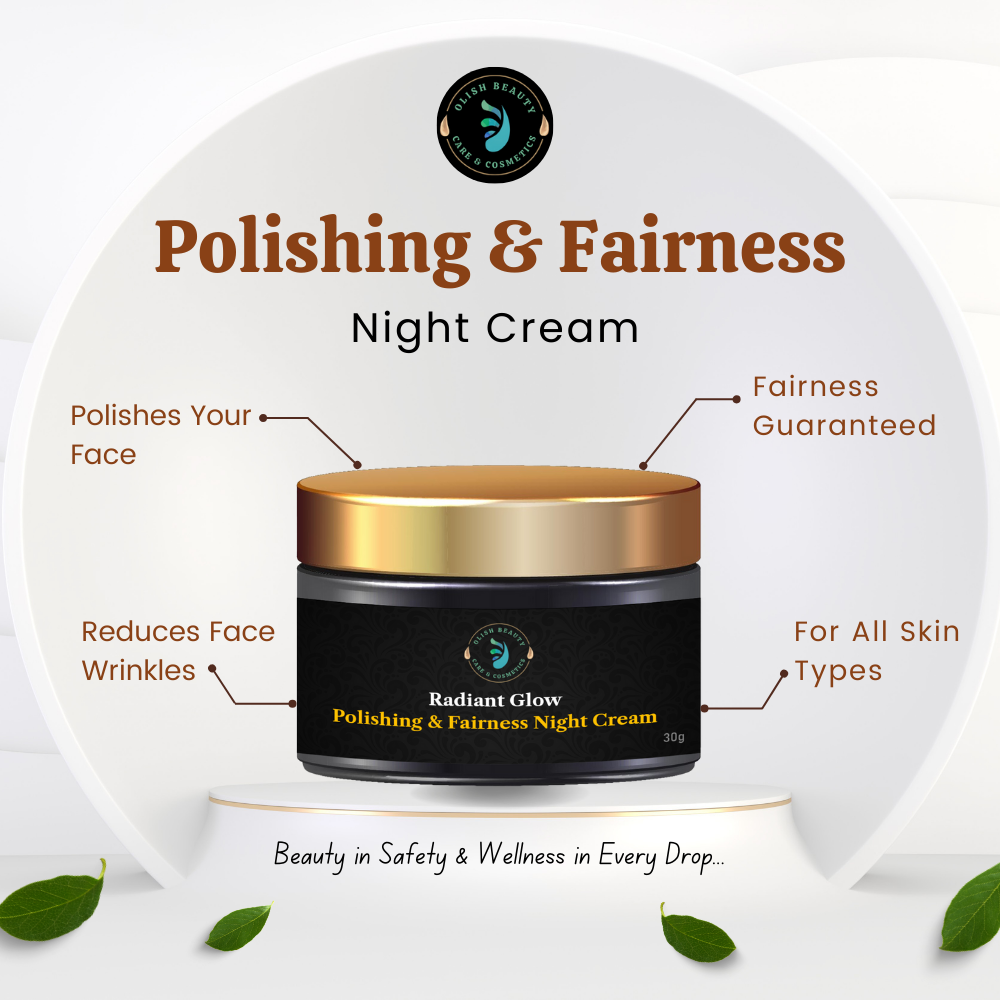 OLISH BEAUTY
CARE & COSMETICS
Polishing & Fairness
Night Cream
Fairness
Guaranteed
Polishes Your
Face
Reduces Face
Wrinkles
For All Skin
Types
OLISH BEAUTY
CARE & COSMETICS
Radiant Glow
Polishing & Fairness Night Cream
30g
Beauty in Safety & Wellness in Every Drop...